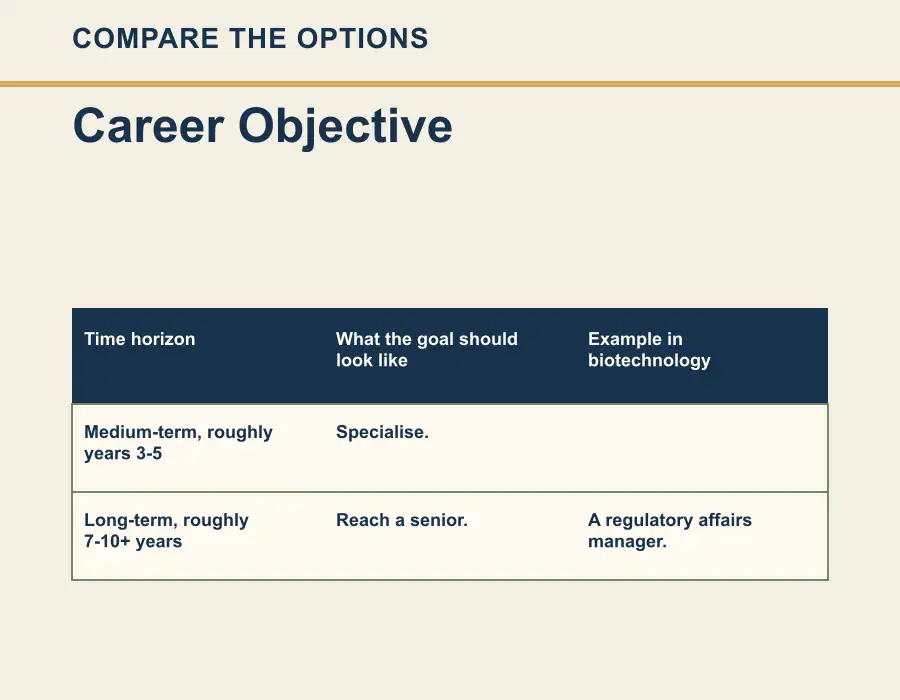 COMPARE THE OPTIONS
Career Objective
Time horizon
What the goal should
look like
Example in
biotechnology
Medium-term, roughly
years 3-5
Specialise.
Long-term, roughly
7-10+ years
Reach a senior.
A regulatory affairs
manager.